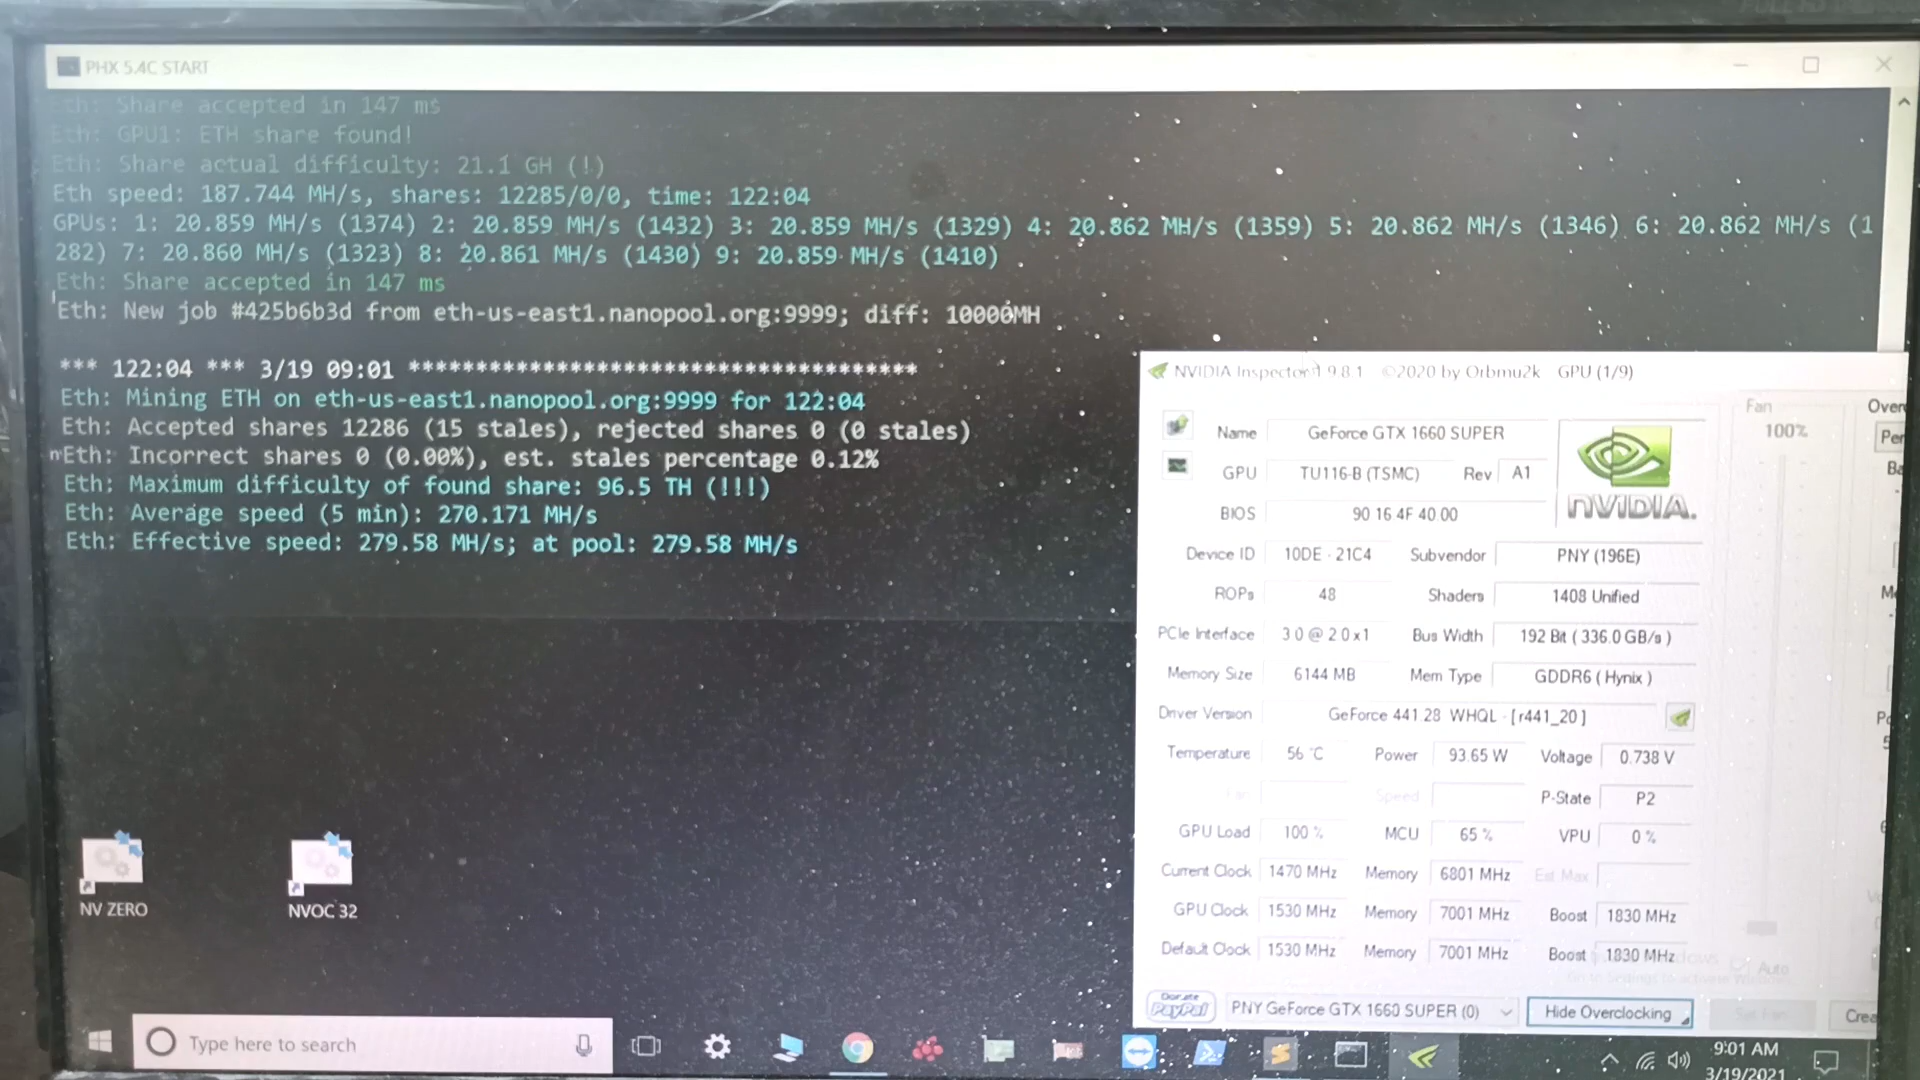 PHX 5.4C START
Eth: Share accepted in 147 ms
Eth: GPU1: ETH share found!
Eth: Share actual difficulty: 21.1 GH (!)
Eth speed: 187.744 MH/s, shares: 12285/0/0, time: 122:04
GPUs: 1: 20.859 MH/s (1374) 2: 20.859 MH/s (1432) 3: 20.859 MH/s (1329) 4: 20.862 MH/s (1359) 5: 20.862 MH/s (1346) 6: 20.862 MH/s (1
282) 7: 20.860 MH/s (1323) 8: 20.861 MH/s (1430) 9: 20.859 MH/s (1410)
Eth: Share accepted in 147 ms
Eth: New job #425b6b3d from eth-us-east1.nanopool.org:9999; diff: 10000MH
*** 122:04 *** 3/19 09:01 **************************************
Eth: Mining ETH on eth-us-east1.nanopool.org:9999 for 122:04
Eth: Accepted shares 12286 (15 stales), rejected shares 0 (0 stales)
Eth: Incorrect shares 0 (0.00%), est. stales percentage 0.12%
Eth: Maximum difficulty of found share: 96.5 TH (!!!)
Eth: Average speed (5 min): 270.171 MH/s
Eth: Effective speed: 279.58 MH/s; at pool: 279.58 MH/s
NVIDIA Inspector 1.9.8.1 ©2020 by Orbmu2k GPU (1/9)
Fan
Over
100%
Per
Name GeForce GTX 1660 SUPER
Ba
GPU TU116-B (TSMC) Rev A1
NVIDIA.
BIOS 90.16.4F.40.00
Device ID 10DE - 21C4 Subvendor PNY (196E)
ROPs 48 Shaders 1408 Unified
PCIe Interface 3.0 @ 2.0 x1 Bus Width 192 Bit ( 336.0 GB/s )
Memory Size 6144 MB Mem Type GDDR6 ( Hynix )
Driver Version GeForce 441.28 WHQL - [ r441_20 ]
Temperature 56 °C Power 93.65 W Voltage 0.738 V
Fan Speed P-State P2
GPU Load 100 % MCU 65 % VPU 0 %
Current Clock 1470 MHz Memory 6801 MHz Est Max
GPU Clock 1530 MHz Memory 7001 MHz Boost 1830 MHz
Default Clock 1530 MHz Memory 7001 MHz Boost 1830 MHz
Auto
Donate PayPal PNY GeForce GTX 1660 SUPER (0) Hide Overclocking Set Fan Crea
NV ZERO
NVOC 32
Type here to search
9:01 AM
3/19/2021